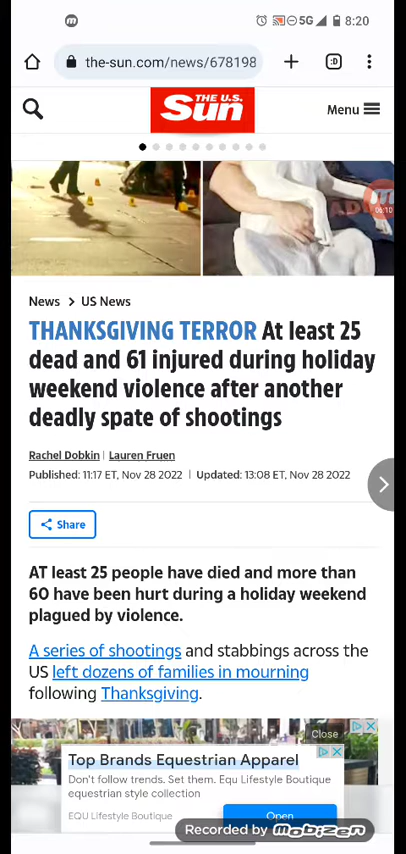 5G 8:20
the-sun.com/news/678198
:D
THE U.S.
Sun
Menu
06:10
News > US News
THANKSGIVING TERROR At least 25
dead and 61 injured during holiday
weekend violence after another
deadly spate of shootings
Rachel Dobkin | Lauren Fruen
Published: 11:17 ET, Nov 28 2022 | Updated: 13:08 ET, Nov 28 2022
Share
AT least 25 people have died and more than
60 have been hurt during a holiday weekend
plagued by violence.
A series of shootings and stabbings across the
US left dozens of families in mourning
following Thanksgiving.
Close
Top Brands Equestrian Apparel
Don't follow trends. Set them. Equ Lifestyle Boutique
equestrian style collection
EQU Lifestyle Boutique
Open
Recorded by mobizen